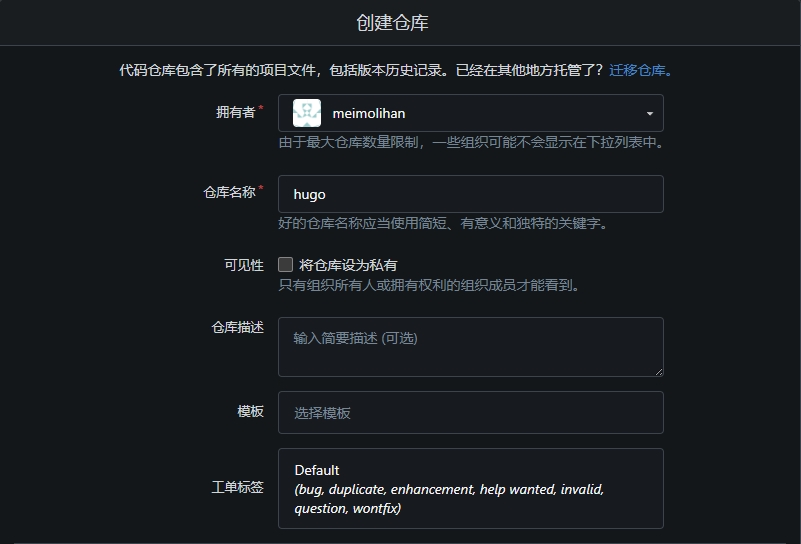 创建仓库
代码仓库包含了所有的项目文件，包括版本历史记录。已经在其他地方托管了？迁移仓库。
拥有者*
meimolihan
由于最大仓库数量限制，一些组织可能不会显示在下拉列表中。
仓库名称*
hugo
好的仓库名称应当使用简短、有意义和独特的关键字。
可见性
将仓库设为私有
只有组织所有人或拥有权利的组织成员才能看到。
仓库描述
输入简要描述 (可选)
模板
选择模板
工单标签
Default
(bug, duplicate, enhancement, help wanted, invalid,
question, wontfix)